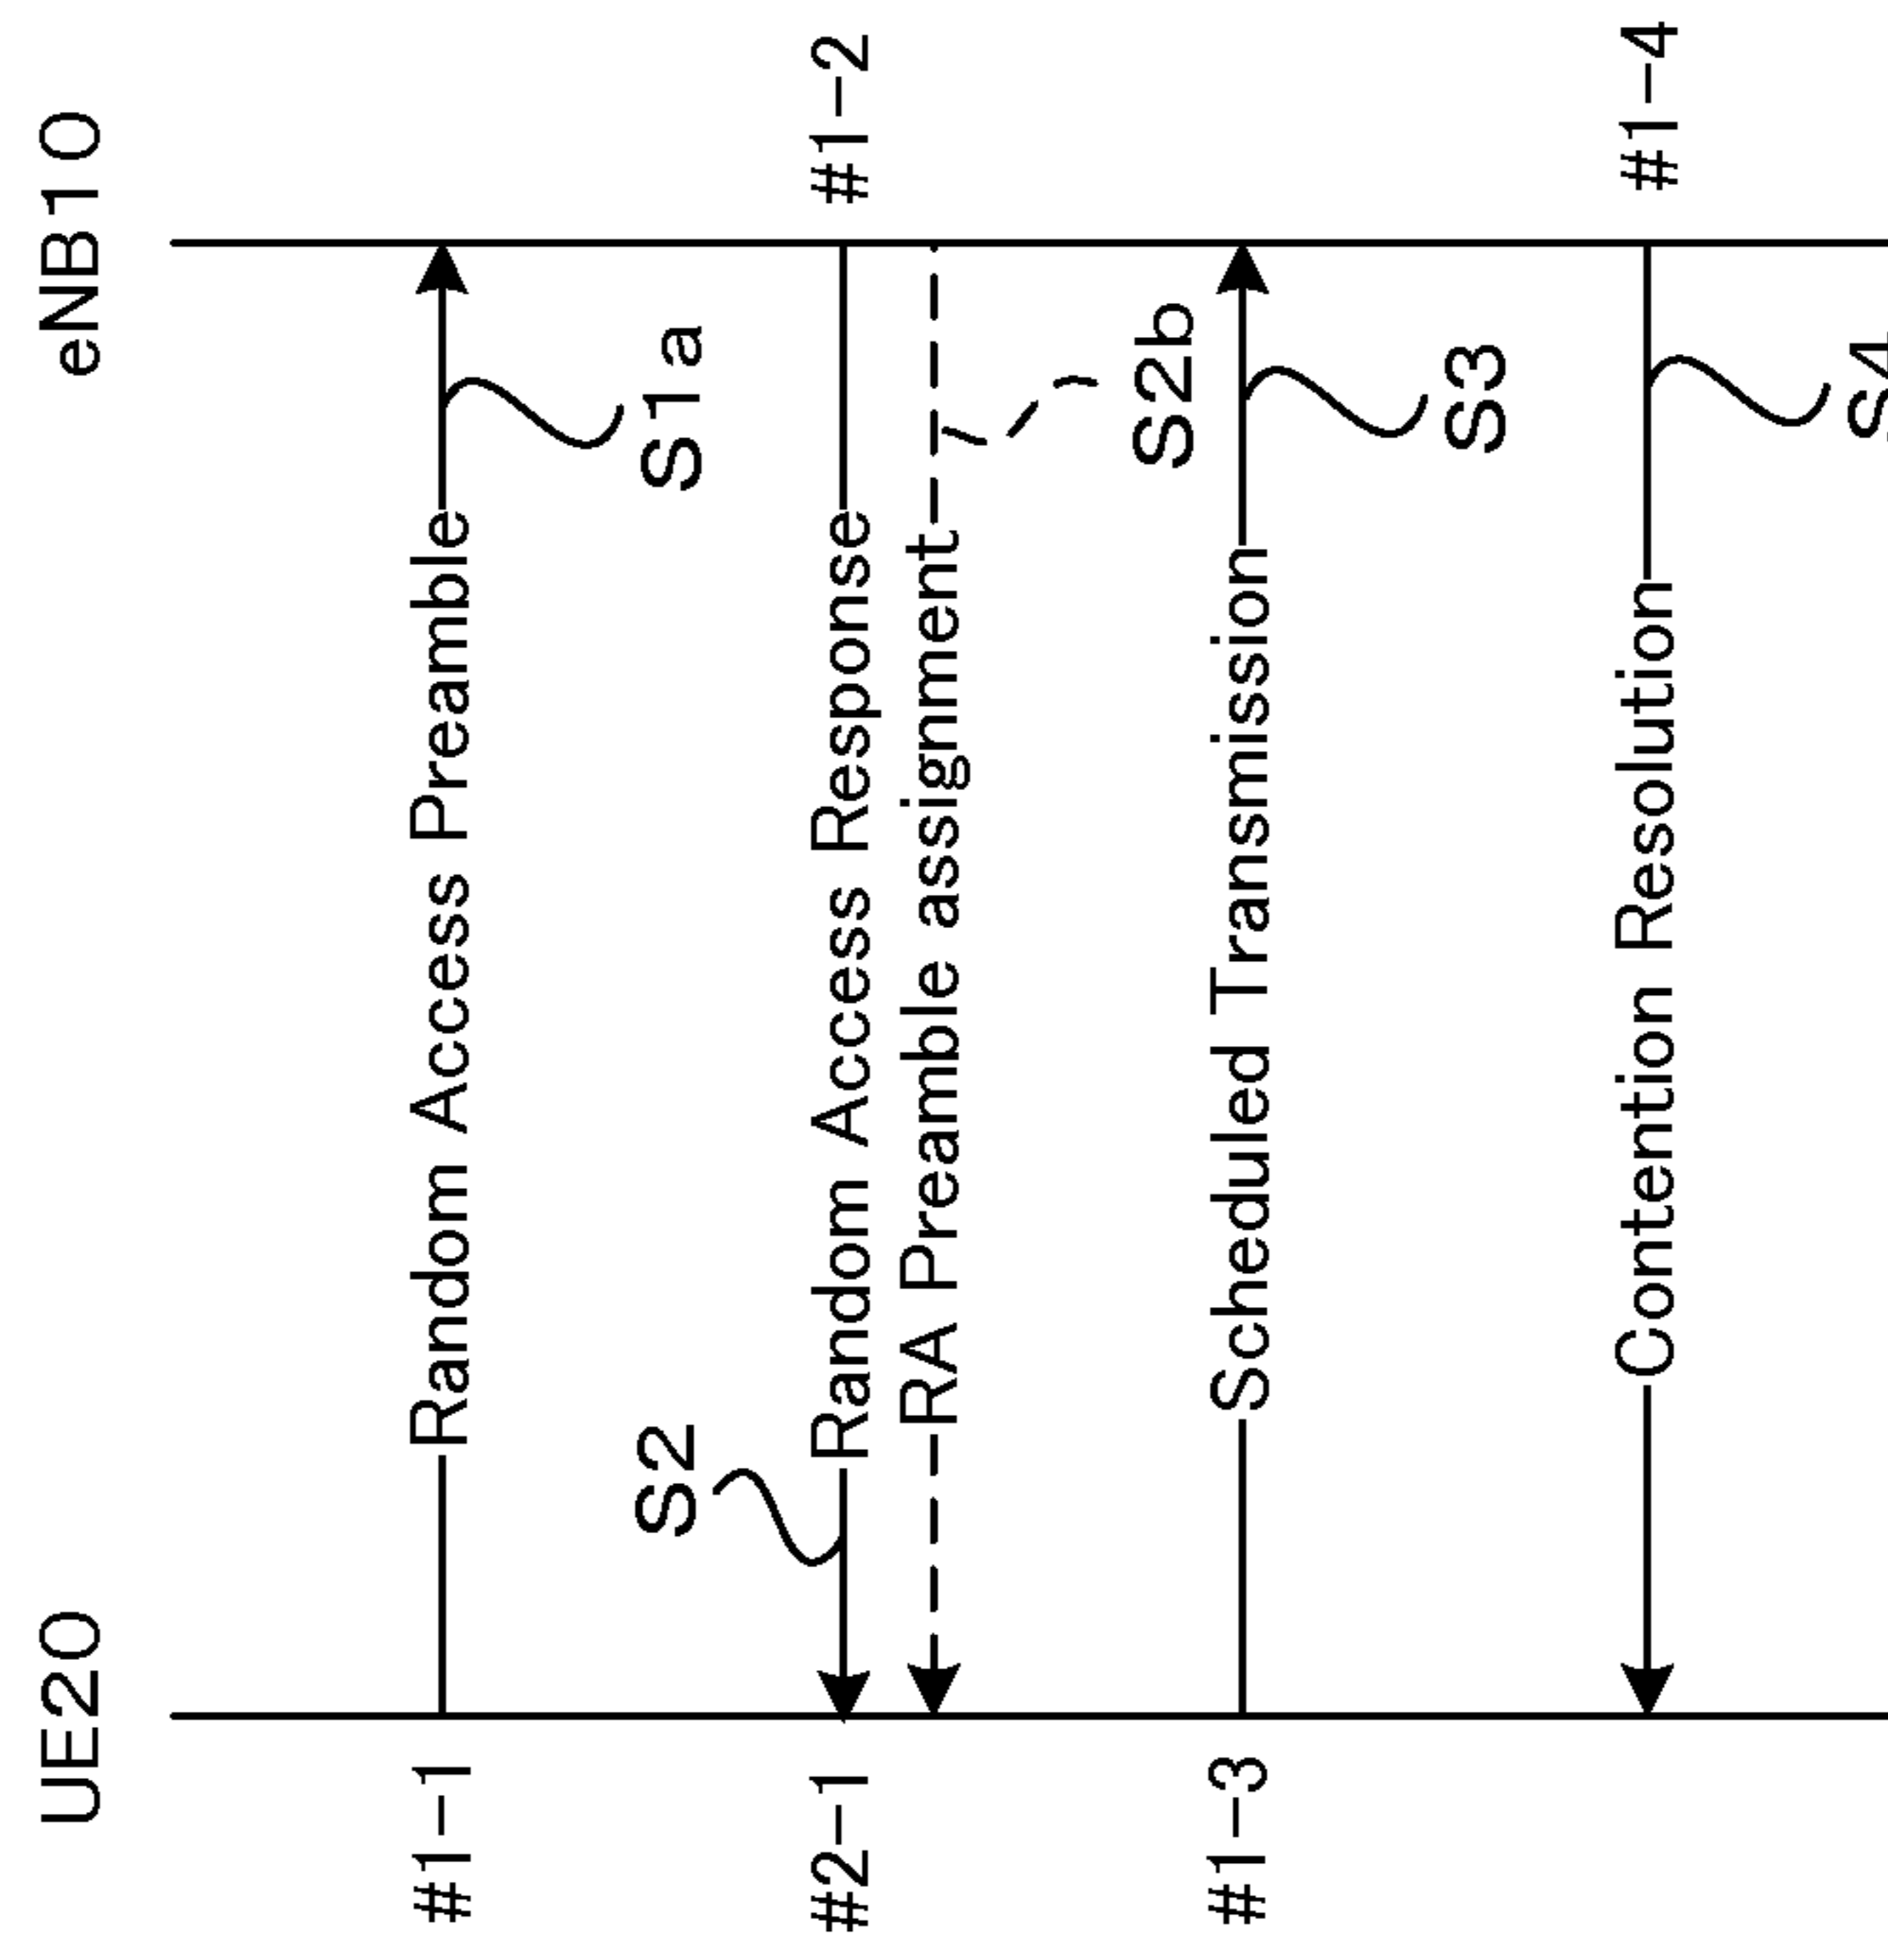 UE20
eNB10
#1-1
Random Access Preamble
S1a
S2
#2-1
Random Access Response
#1-2
RA Preamble assignment
S2b
#1-3
Scheduled Transmission
S3
Contention Resolution
#1-4
S4